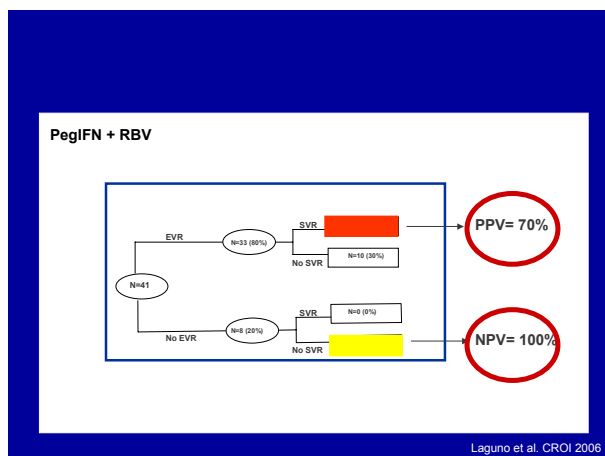 PegIFN + RBV
SVR
PPV= 70%
EVR
N=33 (80%)
No SVR
N=10 (30%)
N=41
SVR
N=0 (0%)
No EVR
N=8 (20%)
No SVR
NPV= 100%
Laguno et al. CROI 2006